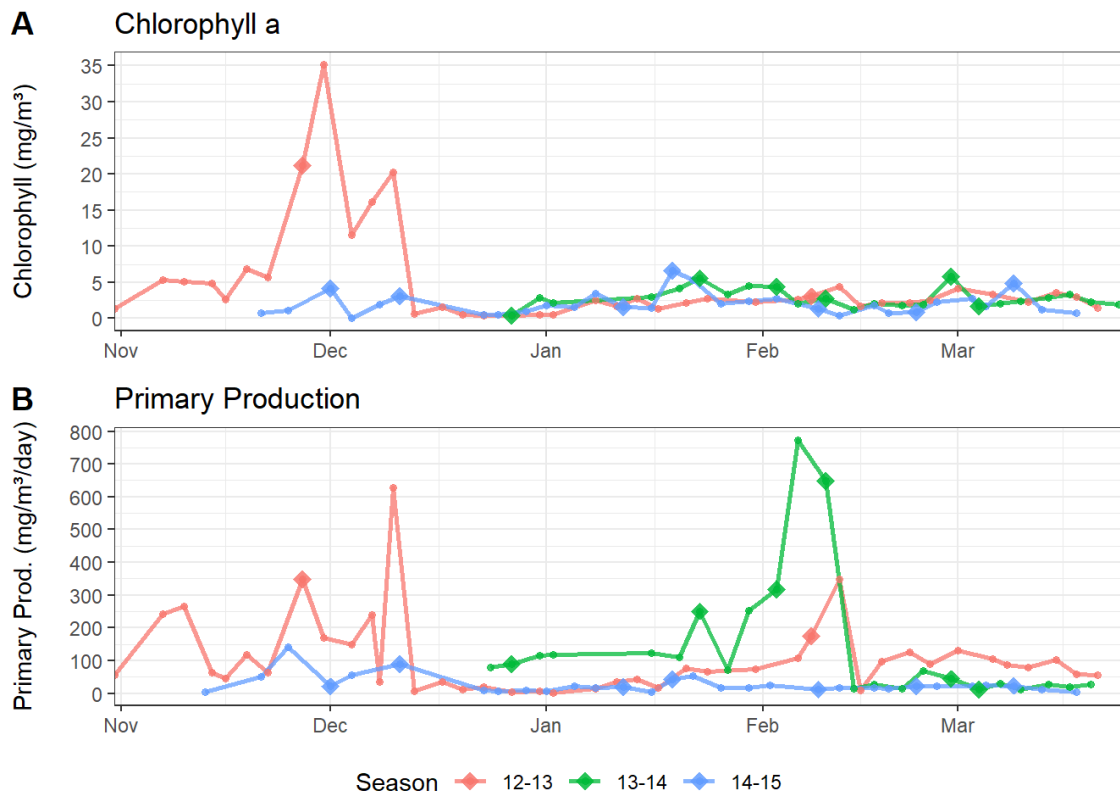 A Chlorophyll a
Chlorophyll (mg/m³)
35
30
25
20
15
10
5
0
Nov Dec Jan Feb Mar
B Primary Production
Primary Prod. (mg/m³/day)
800
700
600
500
400
300
200
100
0
Nov Dec Jan Feb Mar
Season 12-13 13-14 14-15